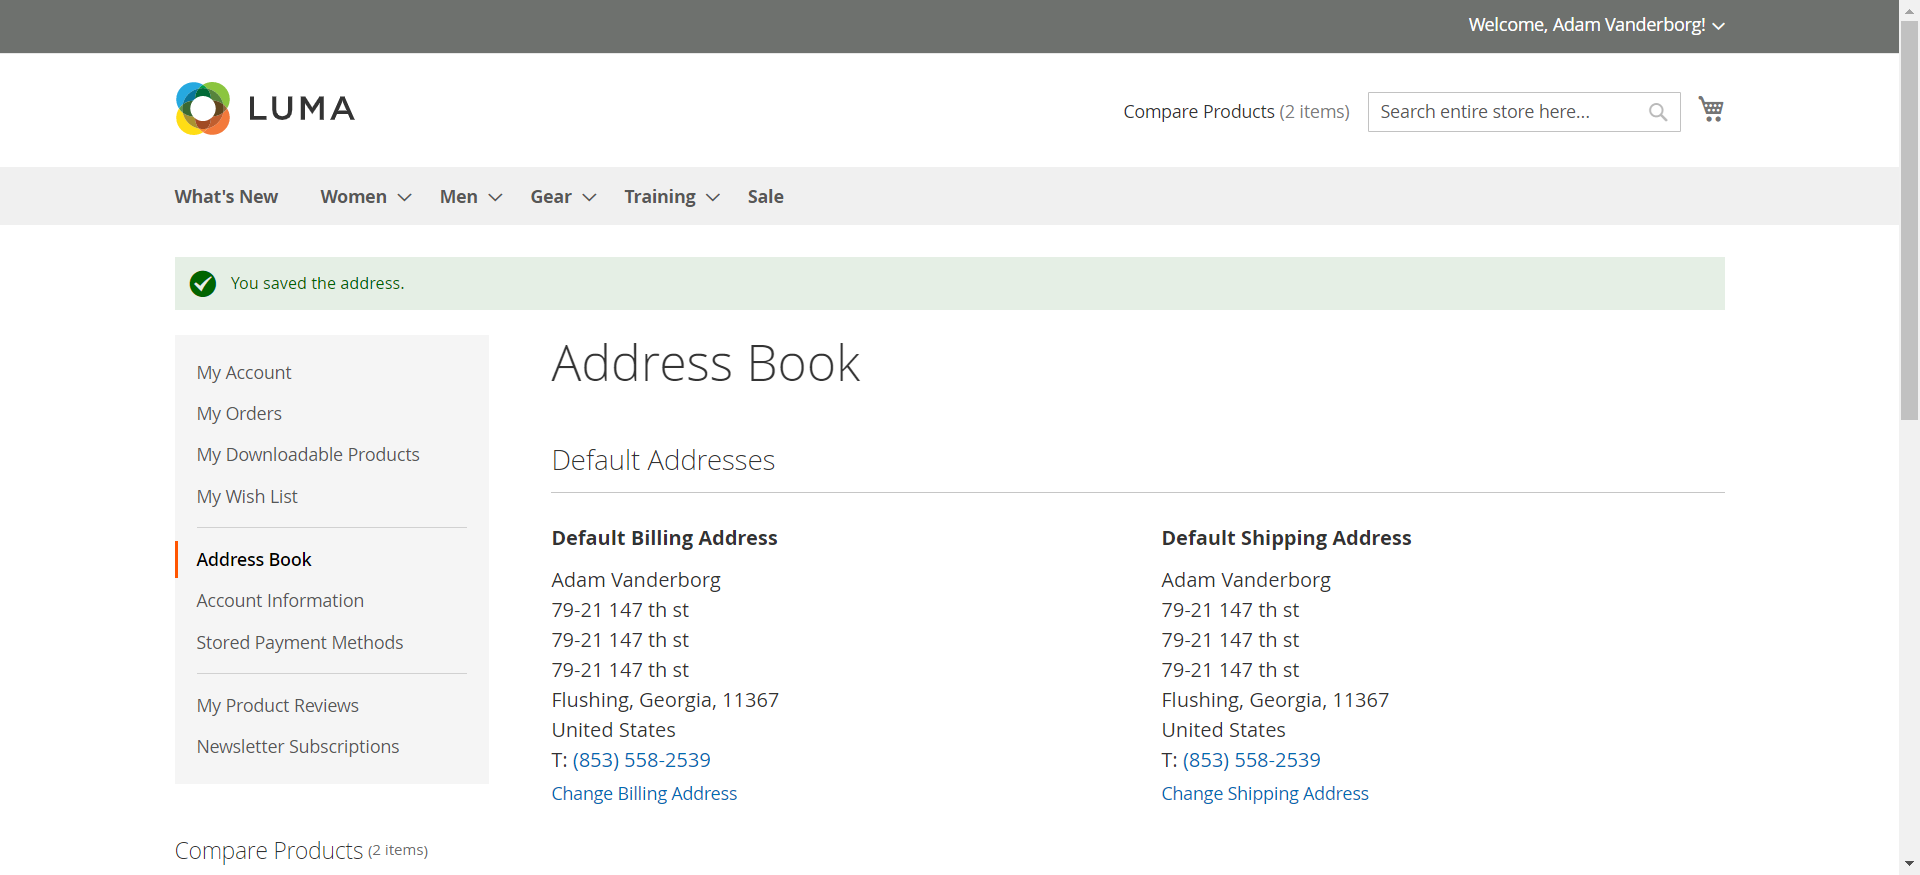 Welcome, Adam Vanderborg!
LUMA
Compare Products (2 items)
Search entire store here...
What's New
Women
Men
Gear
Training
Sale
You saved the address.
My Account
My Orders
My Downloadable Products
My Wish List
Address Book
Account Information
Stored Payment Methods
My Product Reviews
Newsletter Subscriptions
Compare Products (2 items)
Address Book
Default Addresses
Default Billing Address
Adam Vanderborg
79-21 147 th st
79-21 147 th st
79-21 147 th st
Flushing, Georgia, 11367
United States
T: (853) 558-2539
Change Billing Address
Default Shipping Address
Adam Vanderborg
79-21 147 th st
79-21 147 th st
79-21 147 th st
Flushing, Georgia, 11367
United States
T: (853) 558-2539
Change Shipping Address